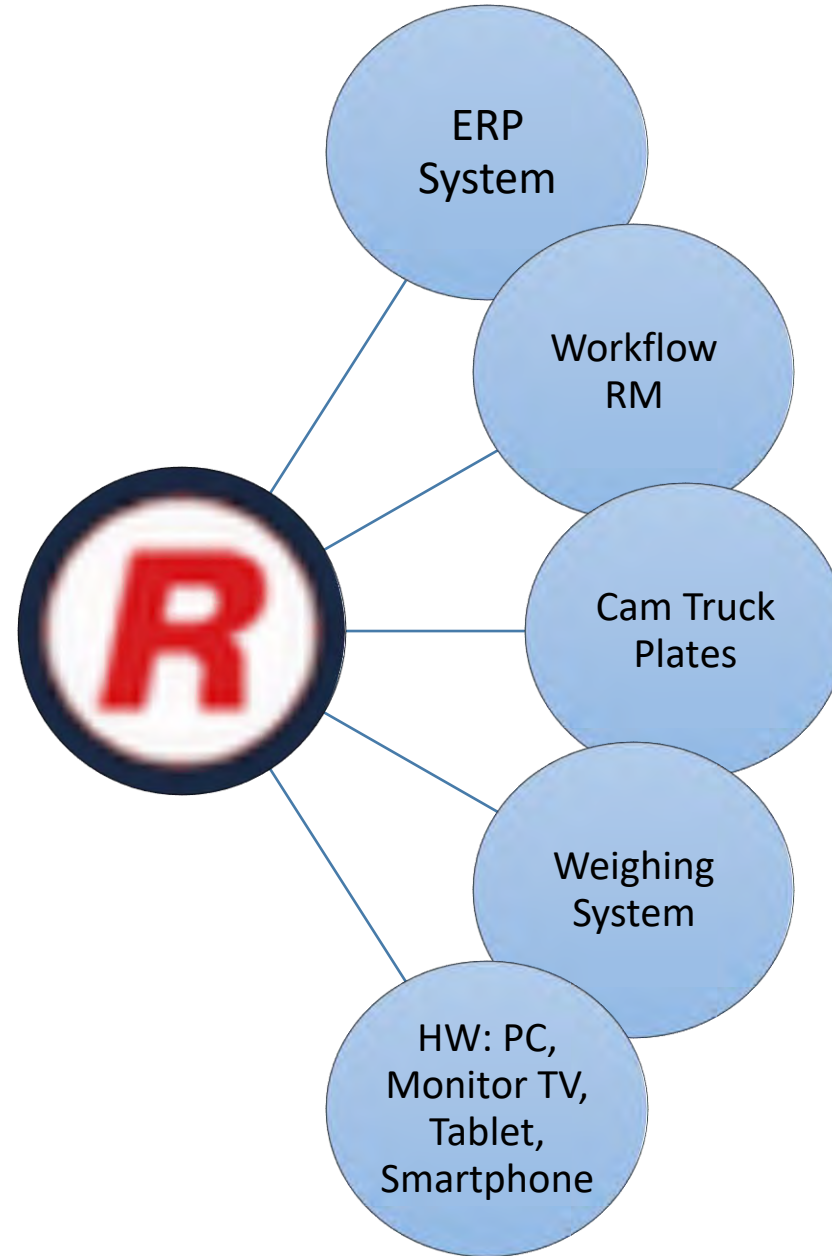 ERP
System
Workflow
RM
Cam Truck
Plates
R
Weighing
System
HW: PC,
Monitor TV,
Tablet,
Smartphone